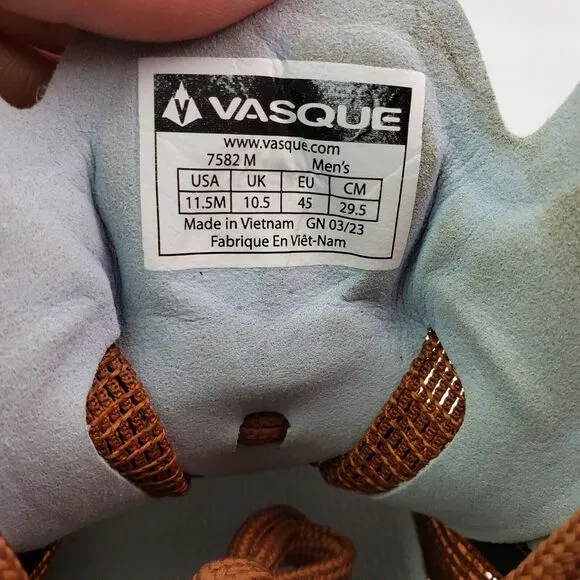 VASQUE
www.vasque.com
7582 M Men's
USA UK EU CM
11.5M 10.5 45 29.5
Made in Vietnam GN 03/23
Fabrique En Viêt-Nam